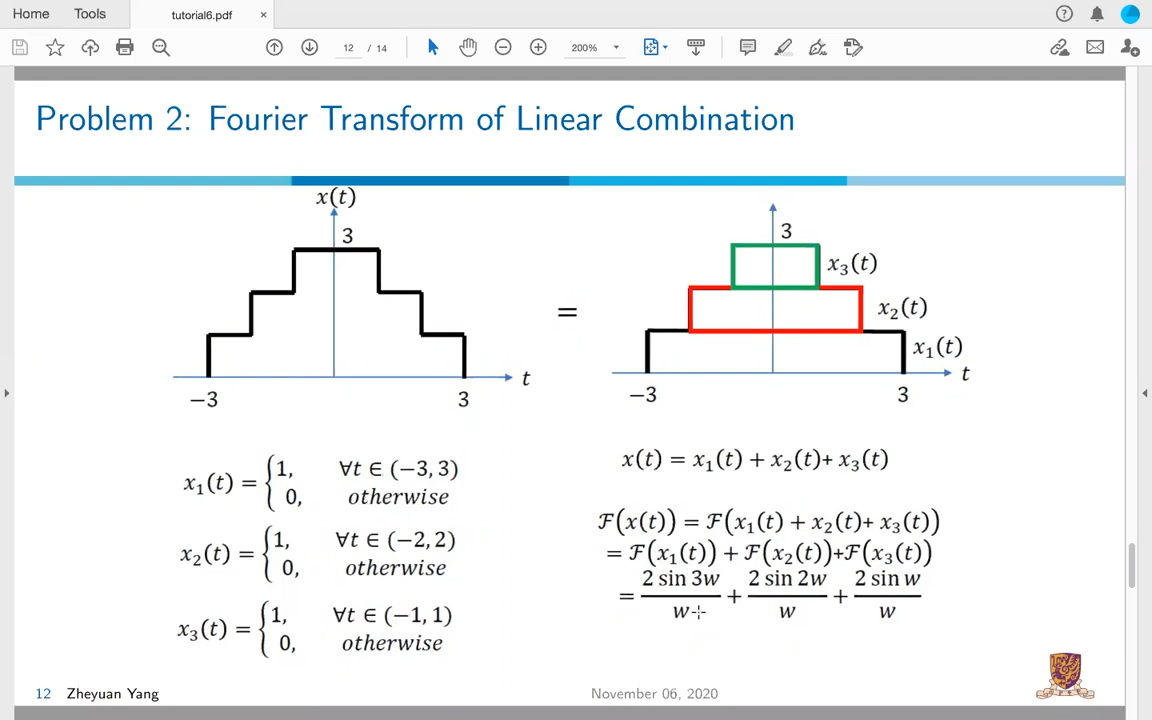 Home
Tools
tutorial6.pdf
×
12 / 14
200%
Problem 2: Fourier Transform of Linear Combination
x(t)
3
−3
3
t
=
3
x₃(t)
x₂(t)
x₁(t)
t
−3
3
x₁(t) = { 1, ∀t ∈ (−3, 3)
0, otherwise
x₂(t) = { 1, ∀t ∈ (−2, 2)
0, otherwise
x₃(t) = { 1, ∀t ∈ (−1, 1)
0, otherwise
x(t) = x₁(t) + x₂(t)+ x₃(t)
ℱ(x(t)) = ℱ(x₁(t) + x₂(t)+ x₃(t))
= ℱ(x₁(t)) + ℱ(x₂(t))+ℱ(x₃(t))
= 2 sin 3w / w + 2 sin 2w / w + 2 sin w / w
12 Zheyuan Yang
November 06, 2020